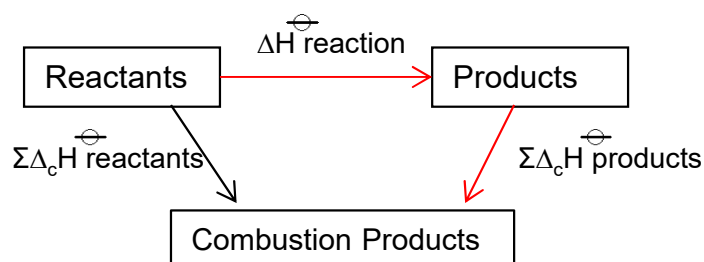 ΔH⦵ reaction
Reactants
Products
ΣΔcH⦵ reactants
ΣΔcH⦵ products
Combustion Products